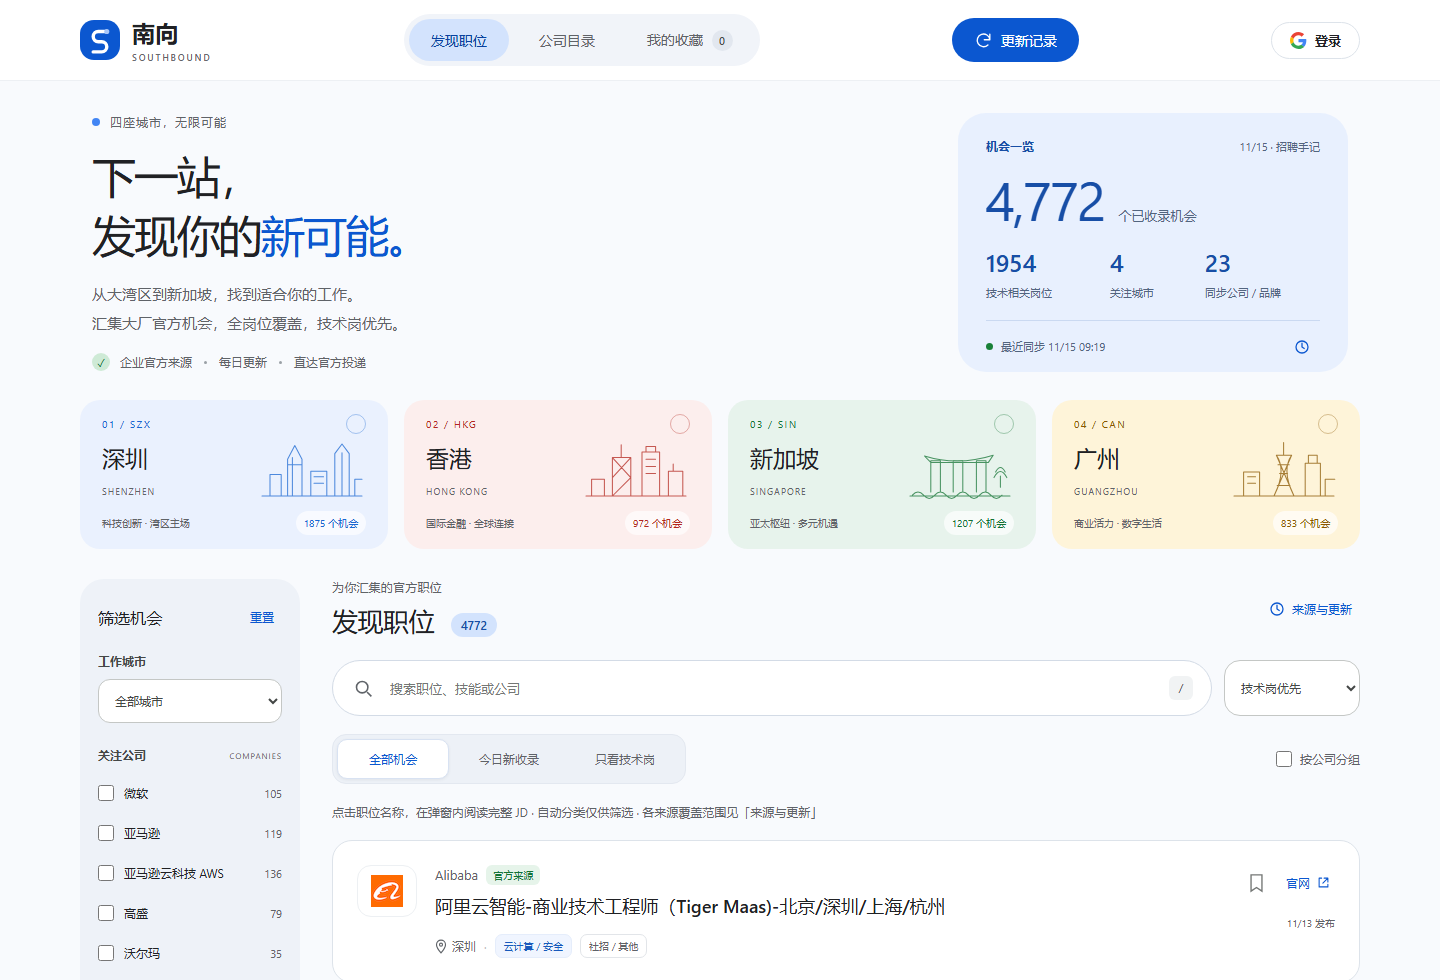 南向
SOUTHBOUND
发现职位
公司目录
我的收藏 0
更新记录
登录
四座城市，无限可能
下一站，
发现你的新可能。
从大湾区到新加坡，找到适合你的工作。
汇集大厂官方机会，全岗位覆盖，技术岗优先。
企业官方来源 • 每日更新 • 直达官方投递
机会一览
11/15 · 招聘手记
4,772 个已收录机会
1954
技术相关岗位
4
关注城市
23
同步公司 / 品牌
最近同步 11/15 09:19
01 / SZX
深圳
SHENZHEN
科技创新 · 湾区主场
1875 个机会
02 / HKG
香港
HONG KONG
国际金融 · 全球连接
972 个机会
03 / SIN
新加坡
SINGAPORE
亚太枢纽 · 多元机遇
1207 个机会
04 / CAN
广州
GUANGZHOU
商业活力 · 数字生活
833 个机会
筛选机会
重置
工作城市
全部城市
关注公司
COMPANIES
微软 105
亚马逊 119
亚马逊云科技 AWS 136
高盛 79
沃尔玛 35
为你汇集的官方职位
发现职位 4772
来源与更新
搜索职位、技能或公司
/
技术岗优先
全部机会
今日新收录
只看技术岗
按公司分组
点击职位名称，在弹窗内阅读完整 JD · 自动分类仅供筛选 · 各来源覆盖范围见「来源与更新」
Alibaba 官方来源
阿里云智能-商业技术工程师（Tiger Maas)-北京/深圳/上海/杭州
深圳 · 云计算 / 安全 社招 / 其他
官网
11/13 发布